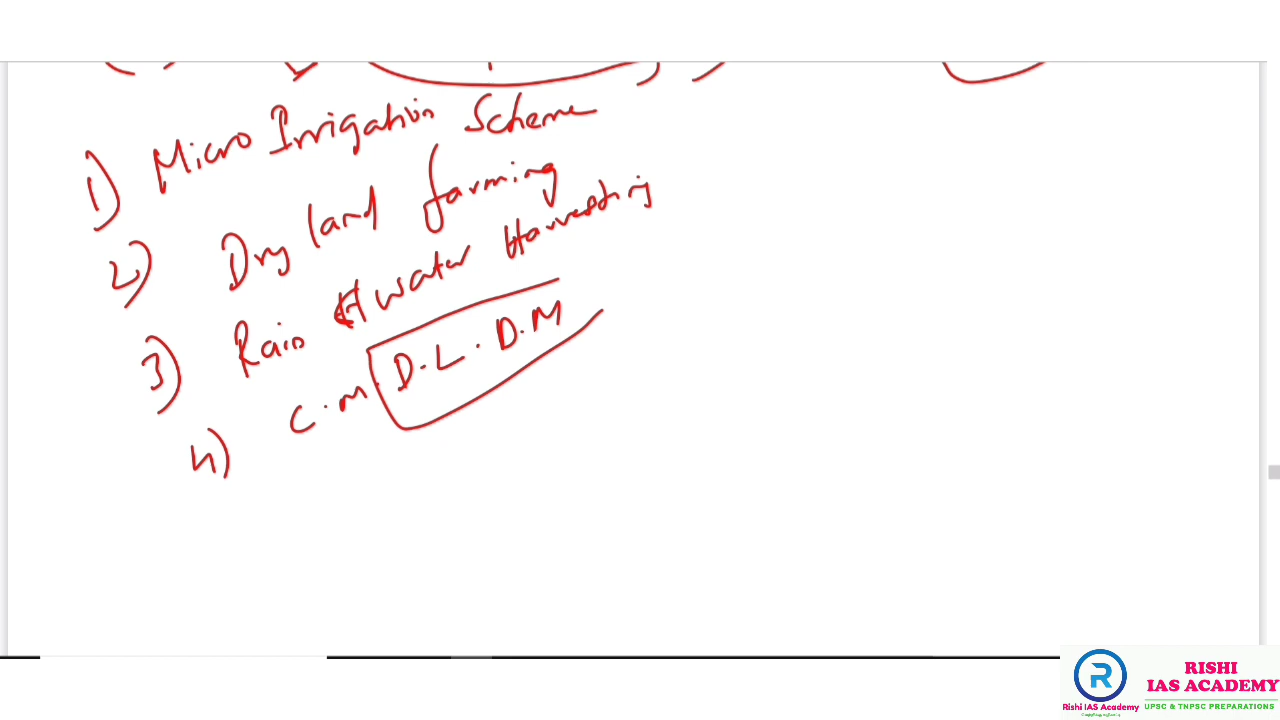 1) Micro Irrigation Scheme
2) Dry land farming
3) Rain water Harvesting
4) C.M.D.L.D.M
R
Rishi IAS Academy
RISHI
IAS ACADEMY
UPSC & TNPSC PREPARATIONS